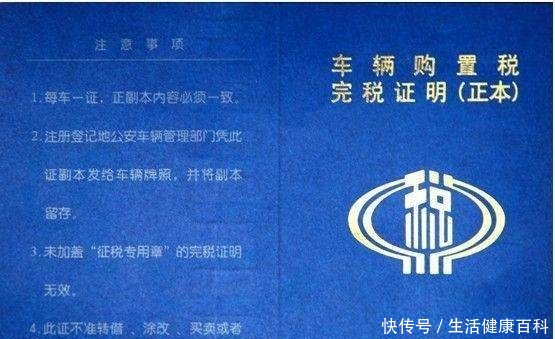 注意事项
1.每车一证，正副本内容必须一致。
2.注册登记地公安车辆管理部门凭此
证副本发给车辆牌照，并将副本
留存。
3.未加盖“征税专用章”的完税证明
无效。
4.此证不准转借、涂改、买卖或者
车辆购置税
完税证明(正本)
税
快传号/生活健康百科